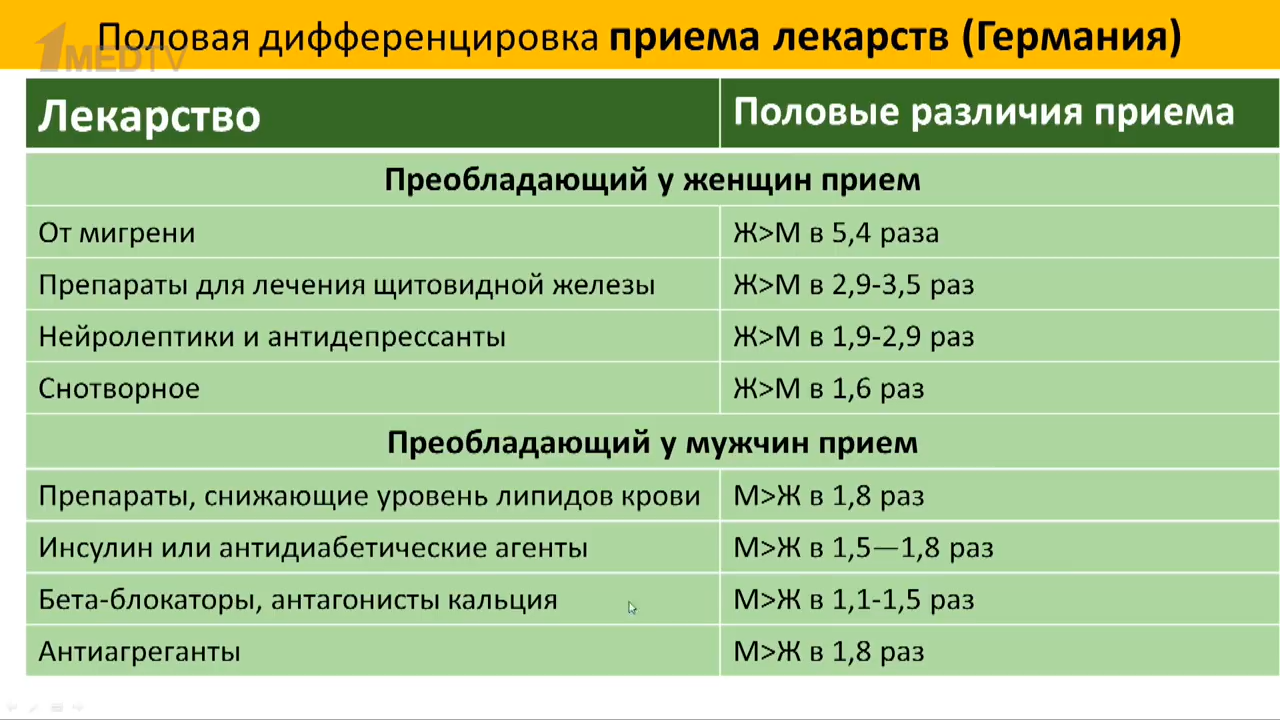 Половая дифференцировка приема лекарств (Германия)
1MEDTV
Лекарство
Половые различия приема
Преобладающий у женщин прием
От мигрени
Ж>М в 5,4 раза
Препараты для лечения щитовидной железы
Ж>М в 2,9-3,5 раз
Нейролептики и антидепрессанты
Ж>М в 1,9-2,9 раз
Снотворное
Ж>М в 1,6 раз
Преобладающий у мужчин прием
Препараты, снижающие уровень липидов крови
М>Ж в 1,8 раз
Инсулин или антидиабетические агенты
М>Ж в 1,5—1,8 раз
Бета-блокаторы, антагонисты кальция
М>Ж в 1,1-1,5 раз
Антиагреганты
М>Ж в 1,8 раз